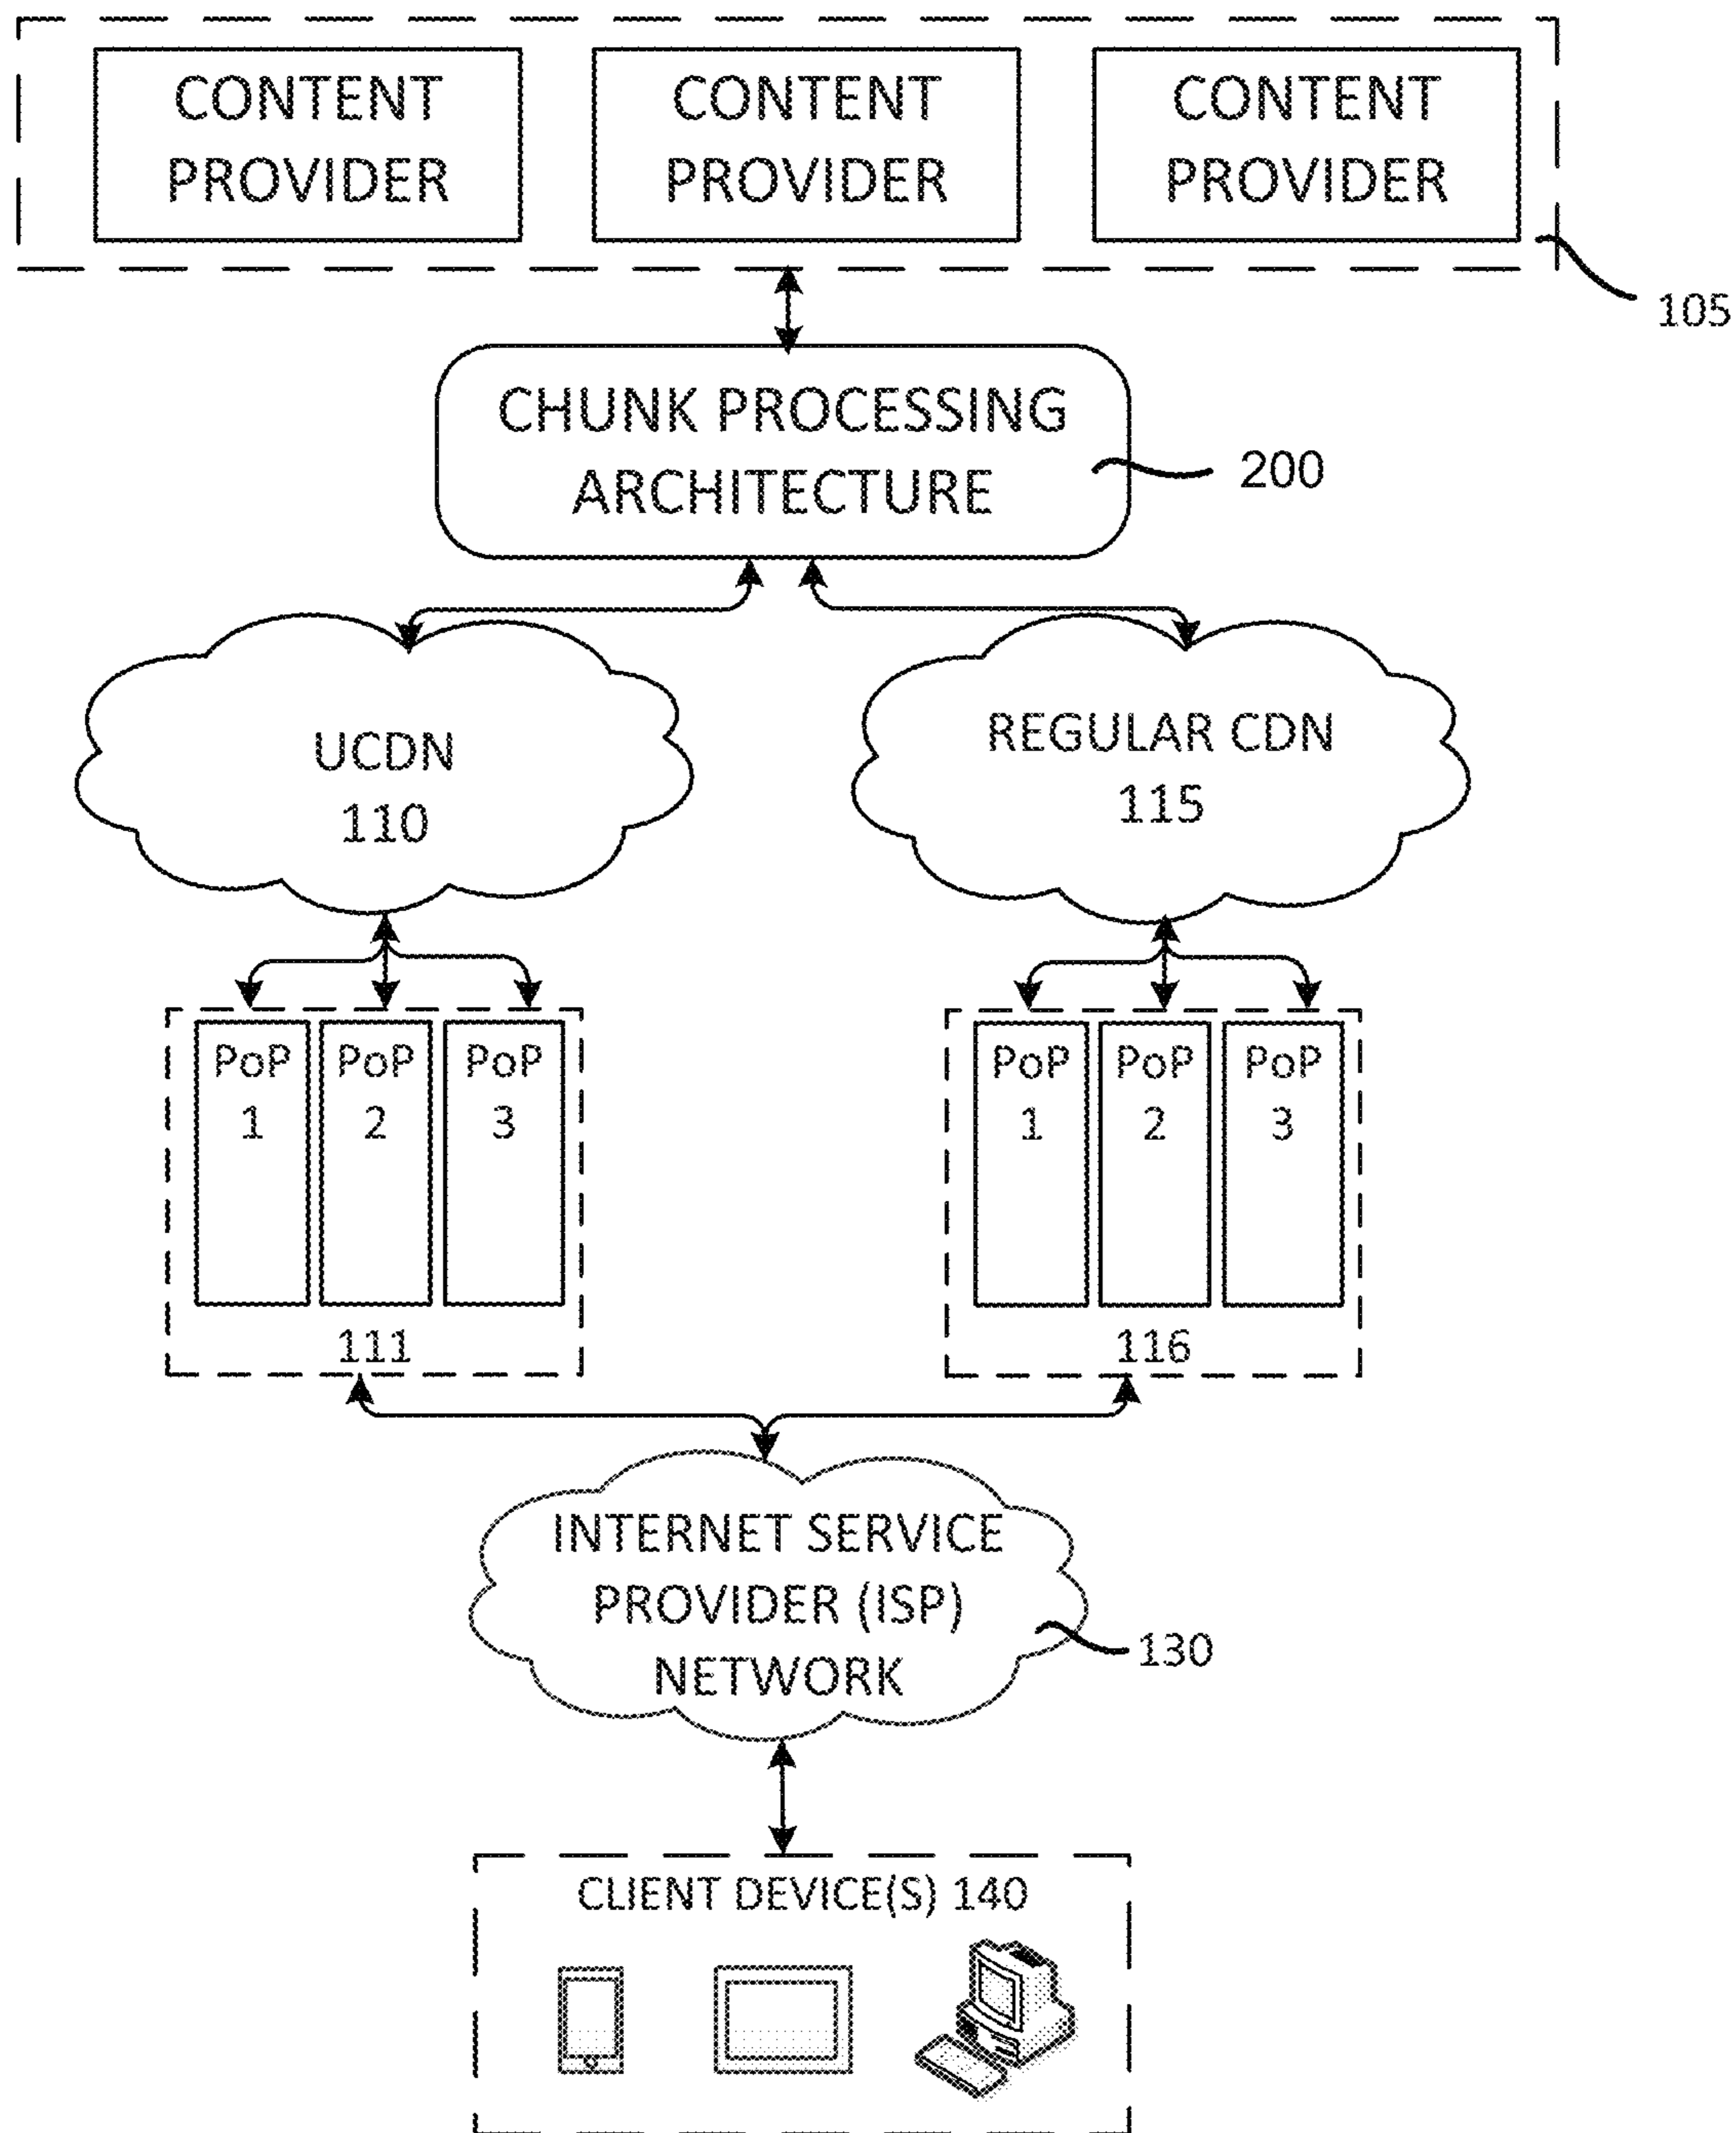 CONTENT PROVIDER
CONTENT PROVIDER
CONTENT PROVIDER
105
CHUNK PROCESSING
ARCHITECTURE
200
UCDN
110
REGULAR CDN
115
PoP 1
PoP 2
PoP 3
111
PoP 1
PoP 2
PoP 3
116
INTERNET SERVICE
PROVIDER (ISP)
NETWORK
130
CLIENT DEVICE(S) 140